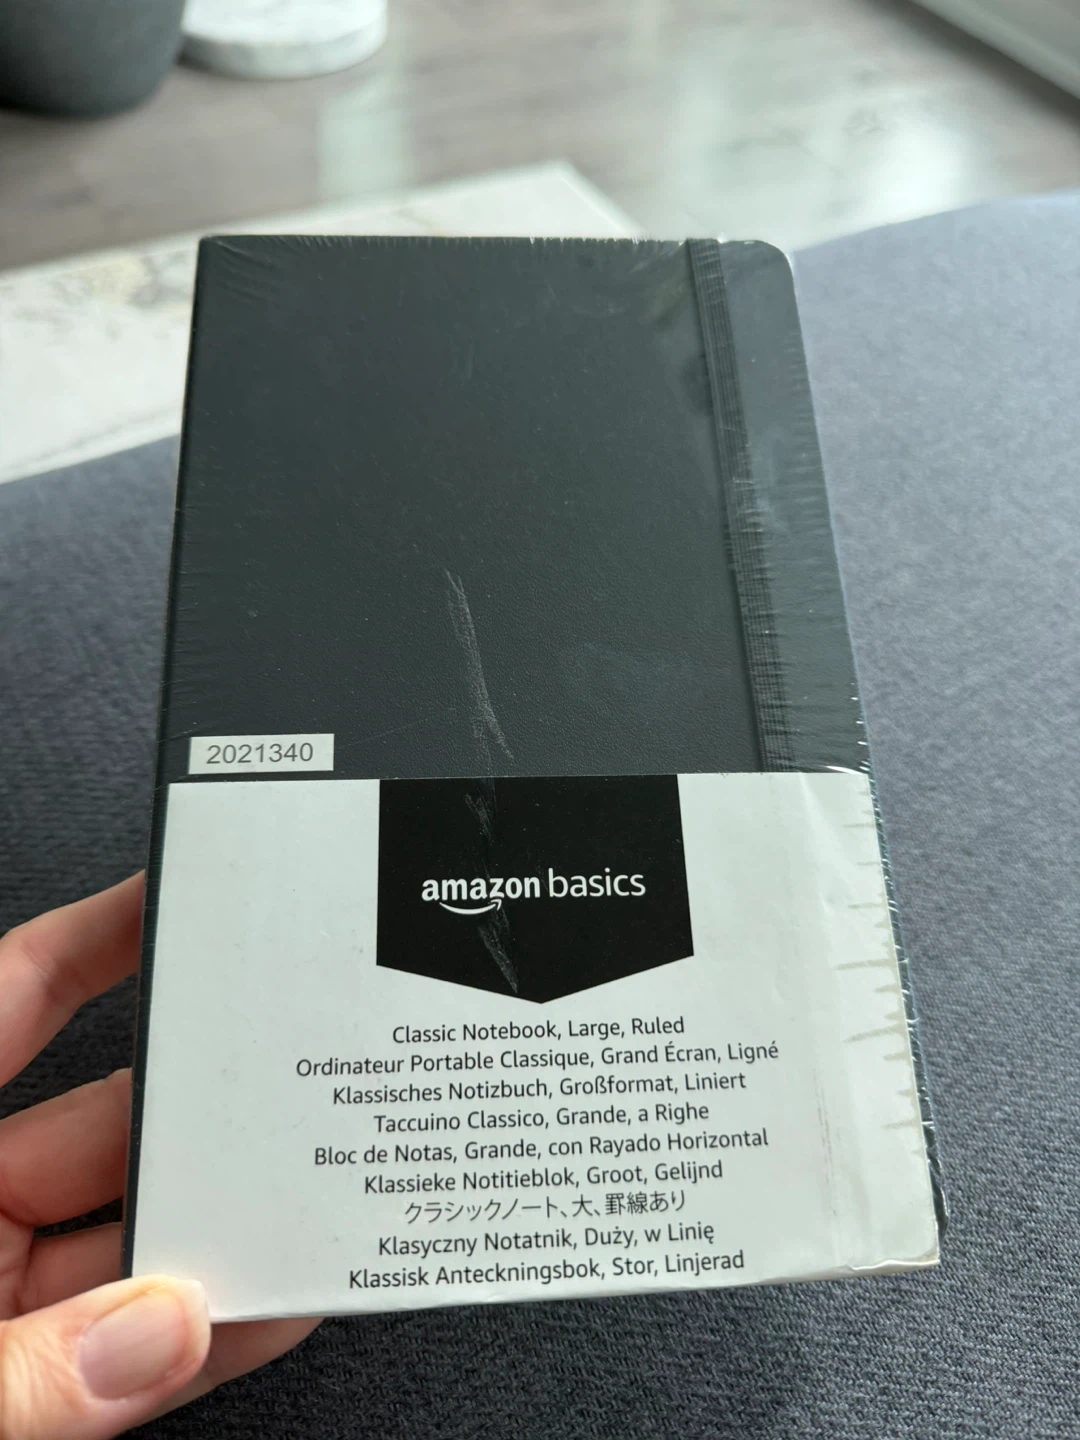 2021340
amazon basics
Classic Notebook, Large, Ruled
Ordinateur Portable Classique, Grand Écran, Ligné
Klassisches Notizbuch, Großformat, Liniert
Taccuino Classico, Grande, a Righe
Bloc de Notas, Grande, con Rayado Horizontal
Klassieke Notitieblok, Groot, Gelijnd
クラシックノート、大、罫線あり
Klasyczny Notatnik, Duży, w Linię
Klassisk Anteckningsbok, Stor, Linjerad